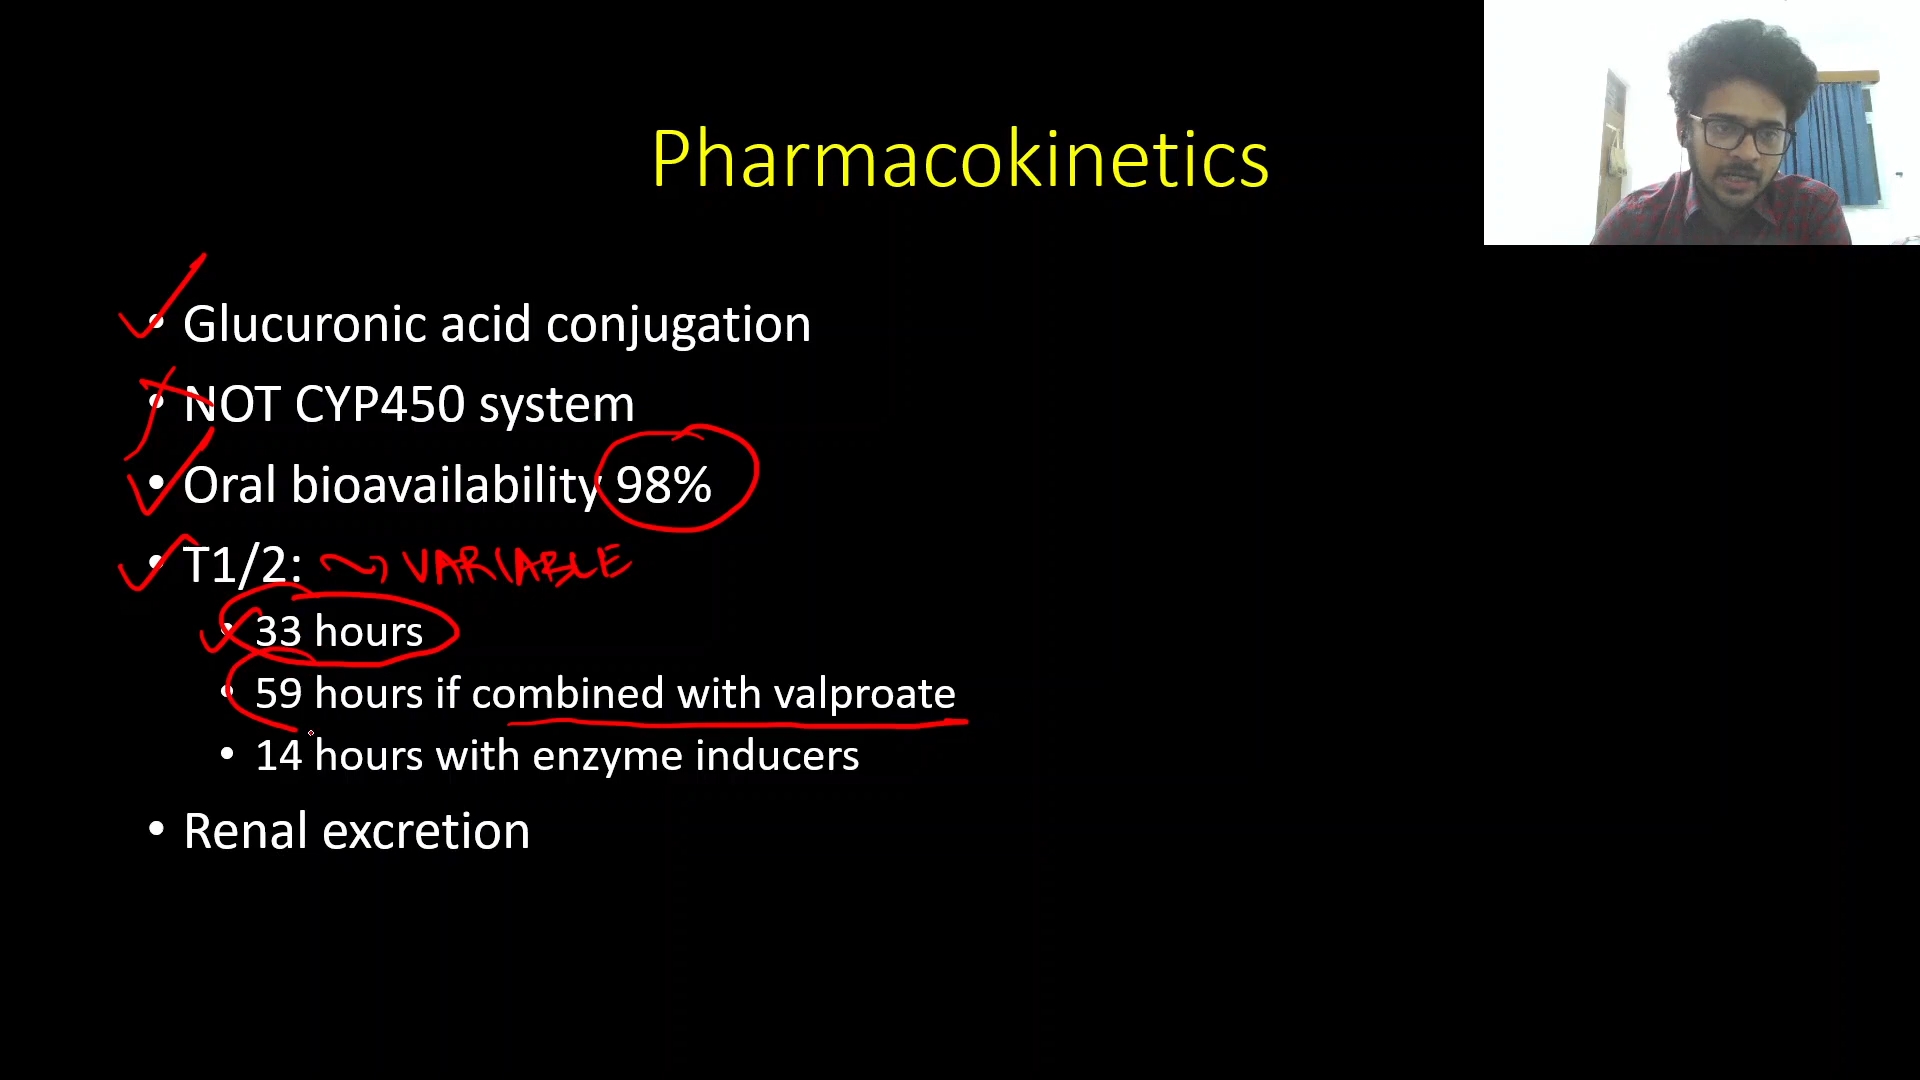 Pharmacokinetics
• Glucuronic acid conjugation
• NOT CYP450 system
• Oral bioavailability 98%
• T1/2: VARIABLE
• 33 hours
• 59 hours if combined with valproate
• 14 hours with enzyme inducers
• Renal excretion